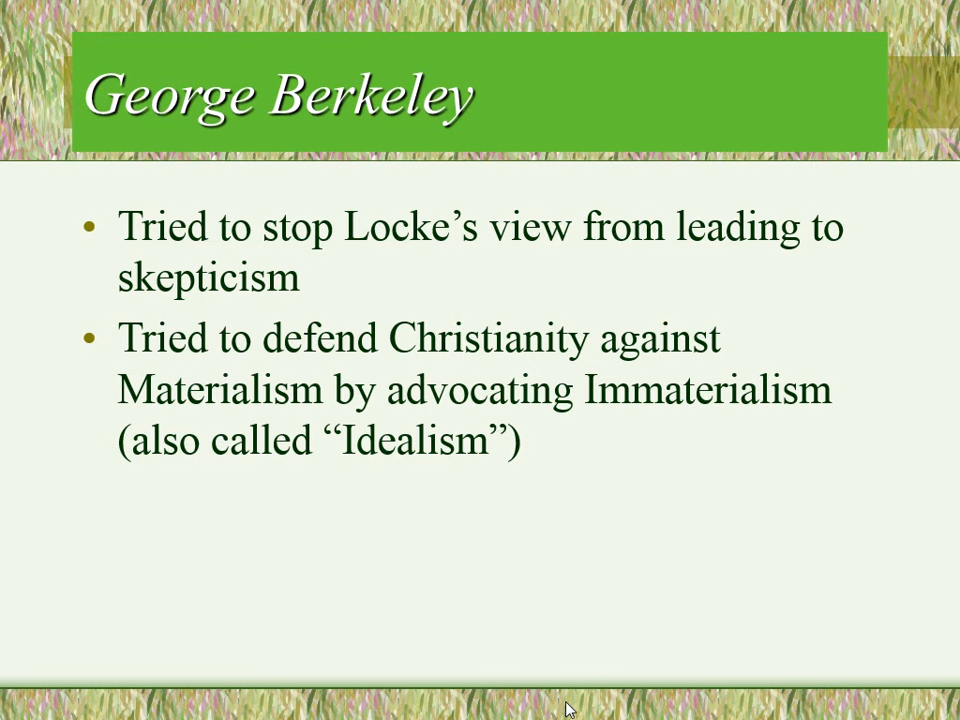 George Berkeley
• Tried to stop Locke’s view from leading to
skepticism
• Tried to defend Christianity against
Materialism by advocating Immaterialism
(also called “Idealism”)